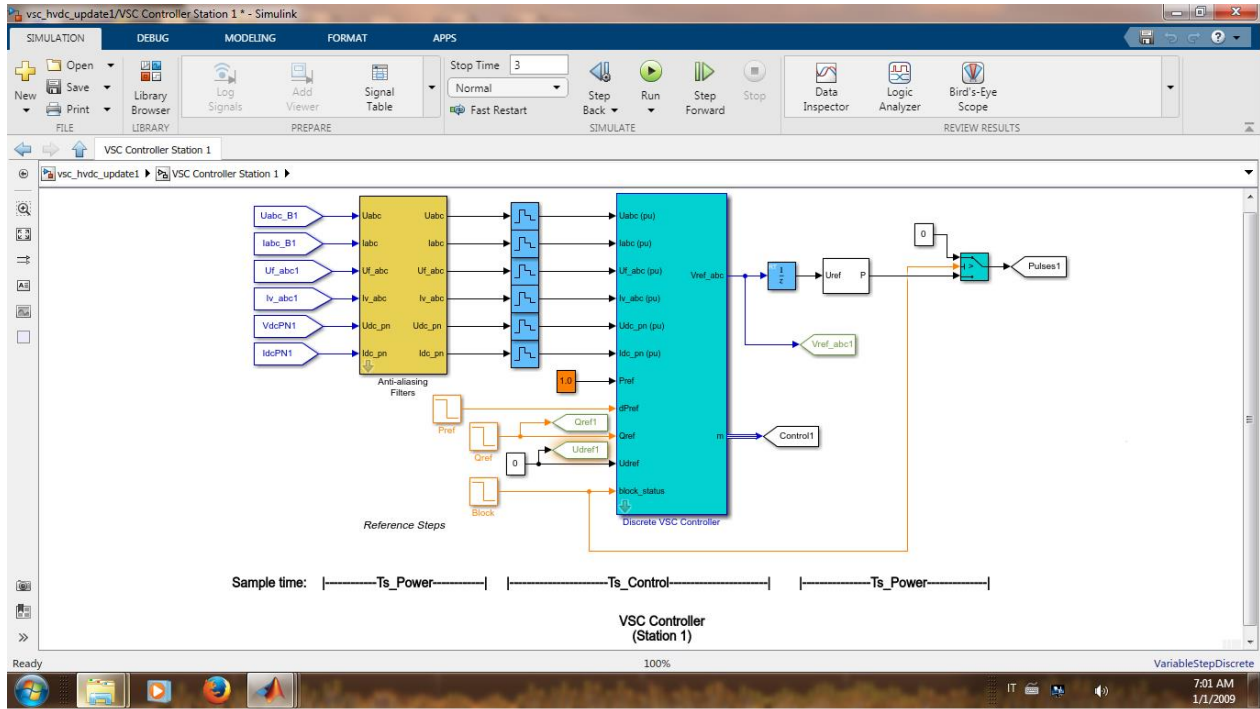 vsc_hvdc_update1/VSC Controller Station 1 * - Simulink
SIMULATION DEBUG MODELING FORMAT APPS
New
Open
Save
Print
FILE
Library Browser
LIBRARY
Log Signals
Add Viewer
Signal Table
PREPARE
Stop Time 3
Normal
Fast Restart
Step Back
Run
Step Forward
Stop
SIMULATE
Data Inspector
Logic Analyzer
Bird's-Eye Scope
REVIEW RESULTS
VSC Controller Station 1
vsc_hvdc_update1 VSC Controller Station 1
Uabc_B1 Uabc Uabc Uabc (pu)
Iabc_B1 Iabc Iabc Iabc (pu)
Uf_abc1 Uf_abc Uf_abc Uf_abc (pu)
Iv_abc1 Iv_abc Iv_abc Iv_abc (pu)
VdcPN1 Udc_pn Udc_pn Udc_pn (pu)
IdcPN1 Idc_pn Idc_pn Idc_pn (pu)
Anti-aliasing
Filters
1.0 Pref
Pref dPref
Qref Qref1 Qref
0 Udref1 Udref
Block block_status
Vref_abc
m
Discrete VSC Controller
1
z
Uref P
0
>
Pulses1
Vref_abc1
Control1
Reference Steps
Sample time: |------------Ts_Power------------| |-----------------------Ts_Control-----------------------| |----------------Ts_Power--------------|
VSC Controller
(Station 1)
Ready 100% VariableStepDiscrete
IT
7:01 AM
1/1/2009